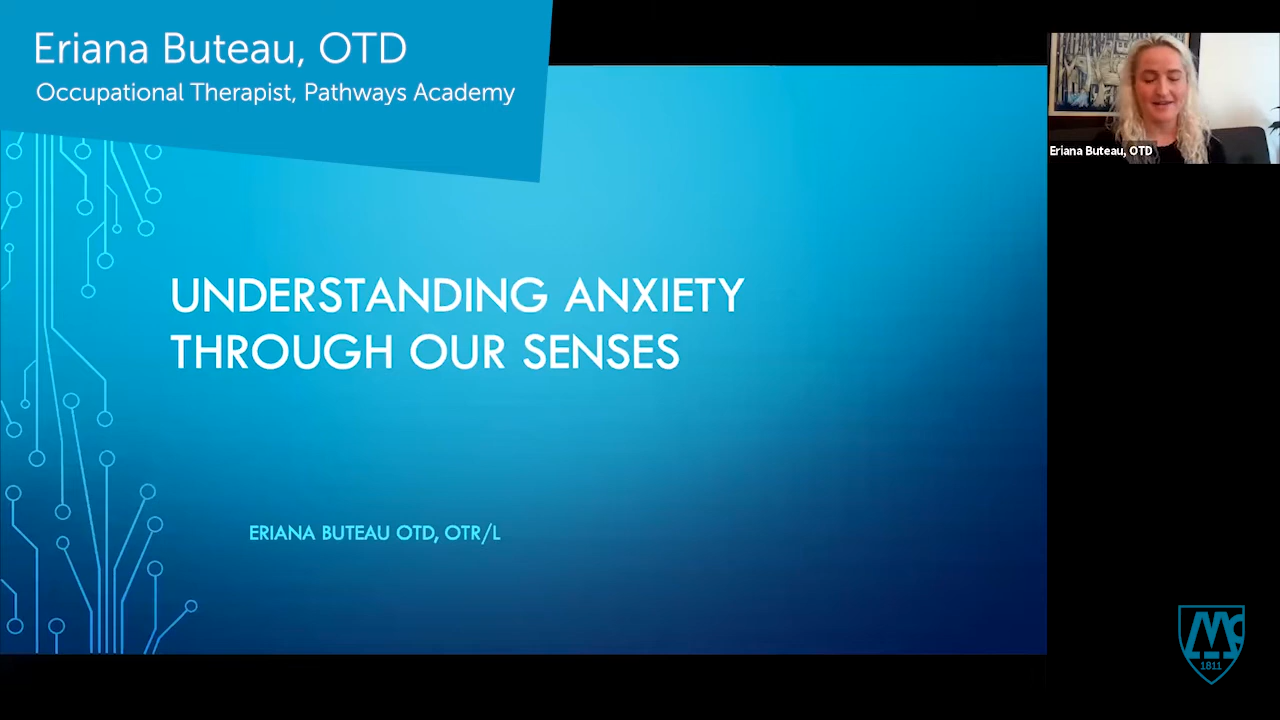 Eriana Buteau, OTD
Occupational Therapist, Pathways Academy
Eriana Buteau, OTD
UNDERSTANDING ANXIETY
THROUGH OUR SENSES
ERIANA BUTEAU OTD, OTR/L
Mc
1811